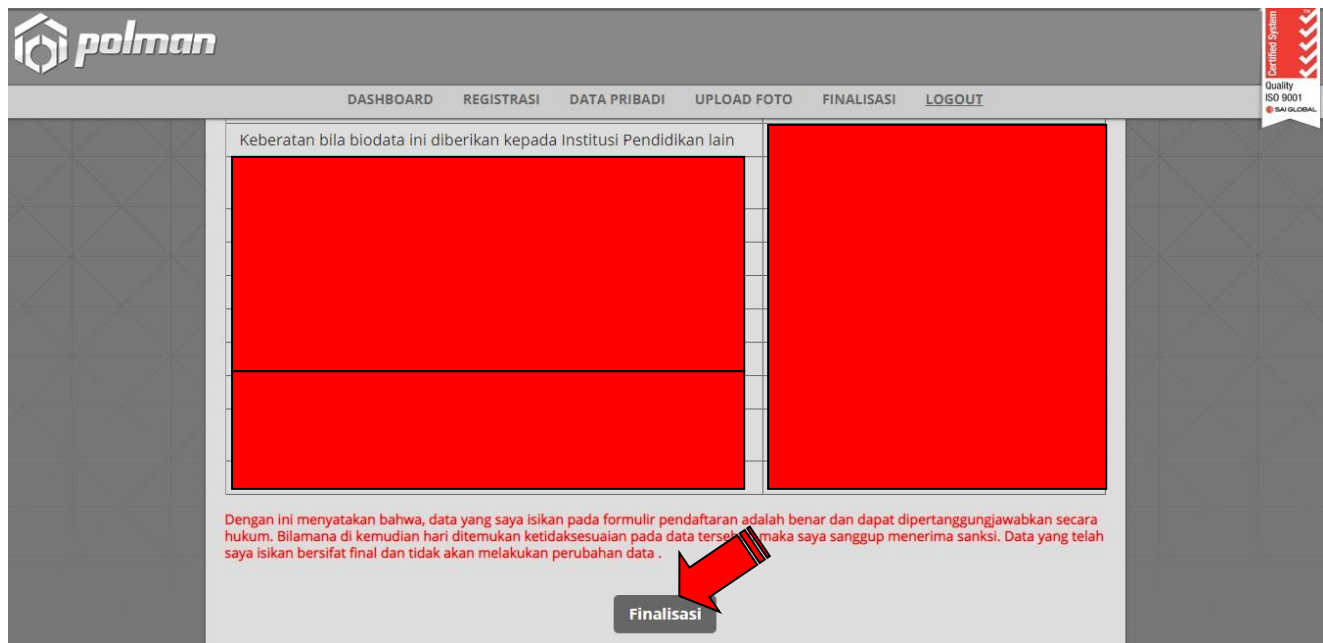 polman
Certified System
Quality
ISO 9001
SAI GLOBAL
DASHBOARD REGISTRASI DATA PRIBADI UPLOAD FOTO FINALISASI LOGOUT
Keberatan bila biodata ini diberikan kepada Institusi Pendidikan lain
Dengan ini menyatakan bahwa, data yang saya isikan pada formulir pendaftaran adalah benar dan dapat dipertanggungjawabkan secara
hukum. Bilamana di kemudian hari ditemukan ketidaksesuaian pada data maka saya sanggup menerima sanksi. Data yang telah
saya isikan bersifat final dan tidak akan melakukan perubahan data .
Finalisasi